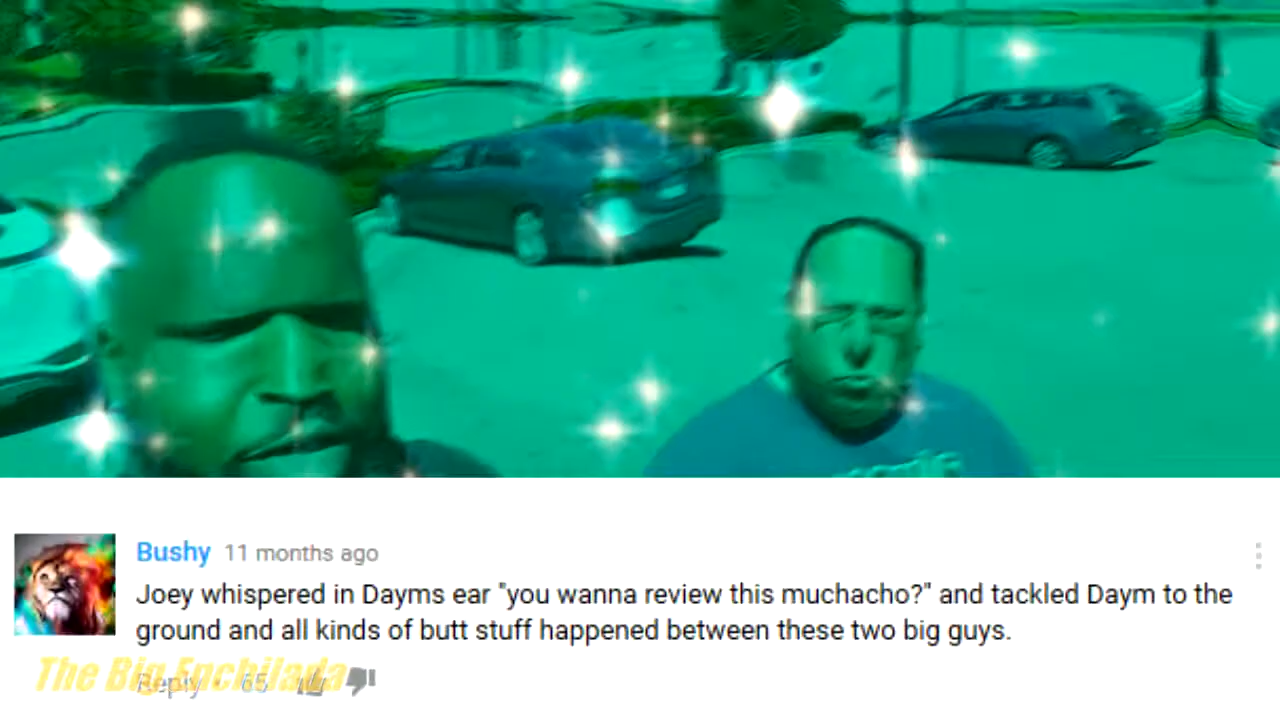 Bushy 11 months ago
Joey whispered in Dayms ear "you wanna review this muchacho?" and tackled Daym to the
ground and all kinds of butt stuff happened between these two big guys.
The Big Enchilada
Reply • 65